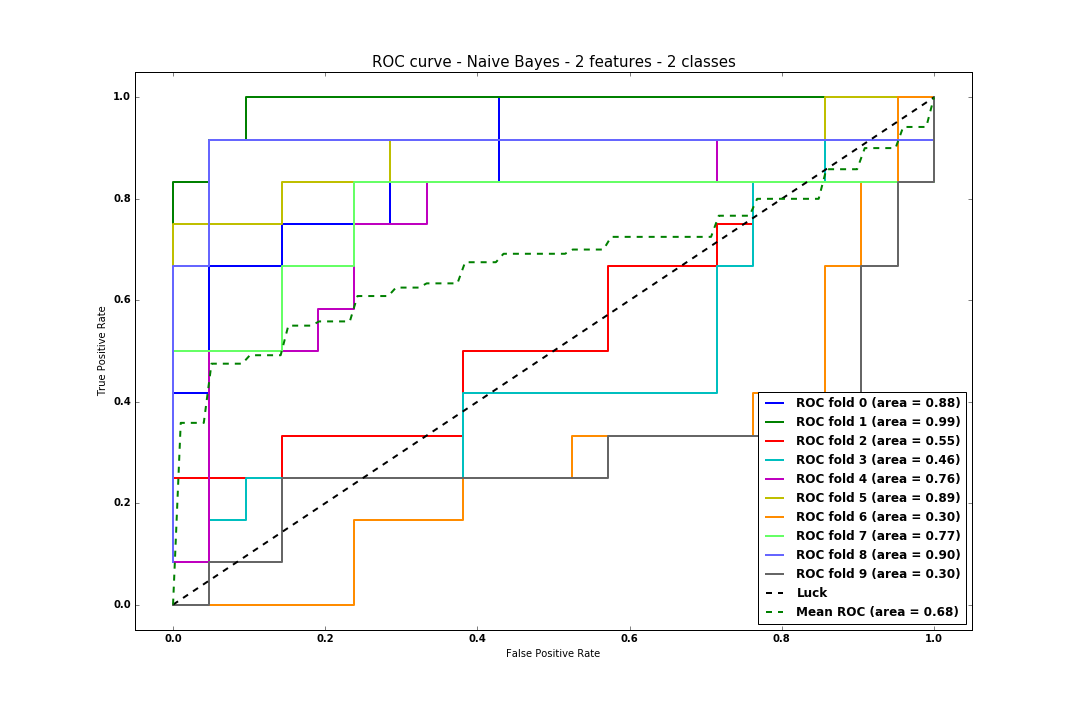 ROC curve - Naive Bayes - 2 features - 2 classes
1.0
0.8
0.6
0.4
0.2
0.0
True Positive Rate
ROC fold 0 (area = 0.88)
ROC fold 1 (area = 0.99)
ROC fold 2 (area = 0.55)
ROC fold 3 (area = 0.46)
ROC fold 4 (area = 0.76)
ROC fold 5 (area = 0.89)
ROC fold 6 (area = 0.30)
ROC fold 7 (area = 0.77)
ROC fold 8 (area = 0.90)
ROC fold 9 (area = 0.30)
Luck
Mean ROC (area = 0.68)
0.0 0.2 0.4 0.6 0.8 1.0
False Positive Rate